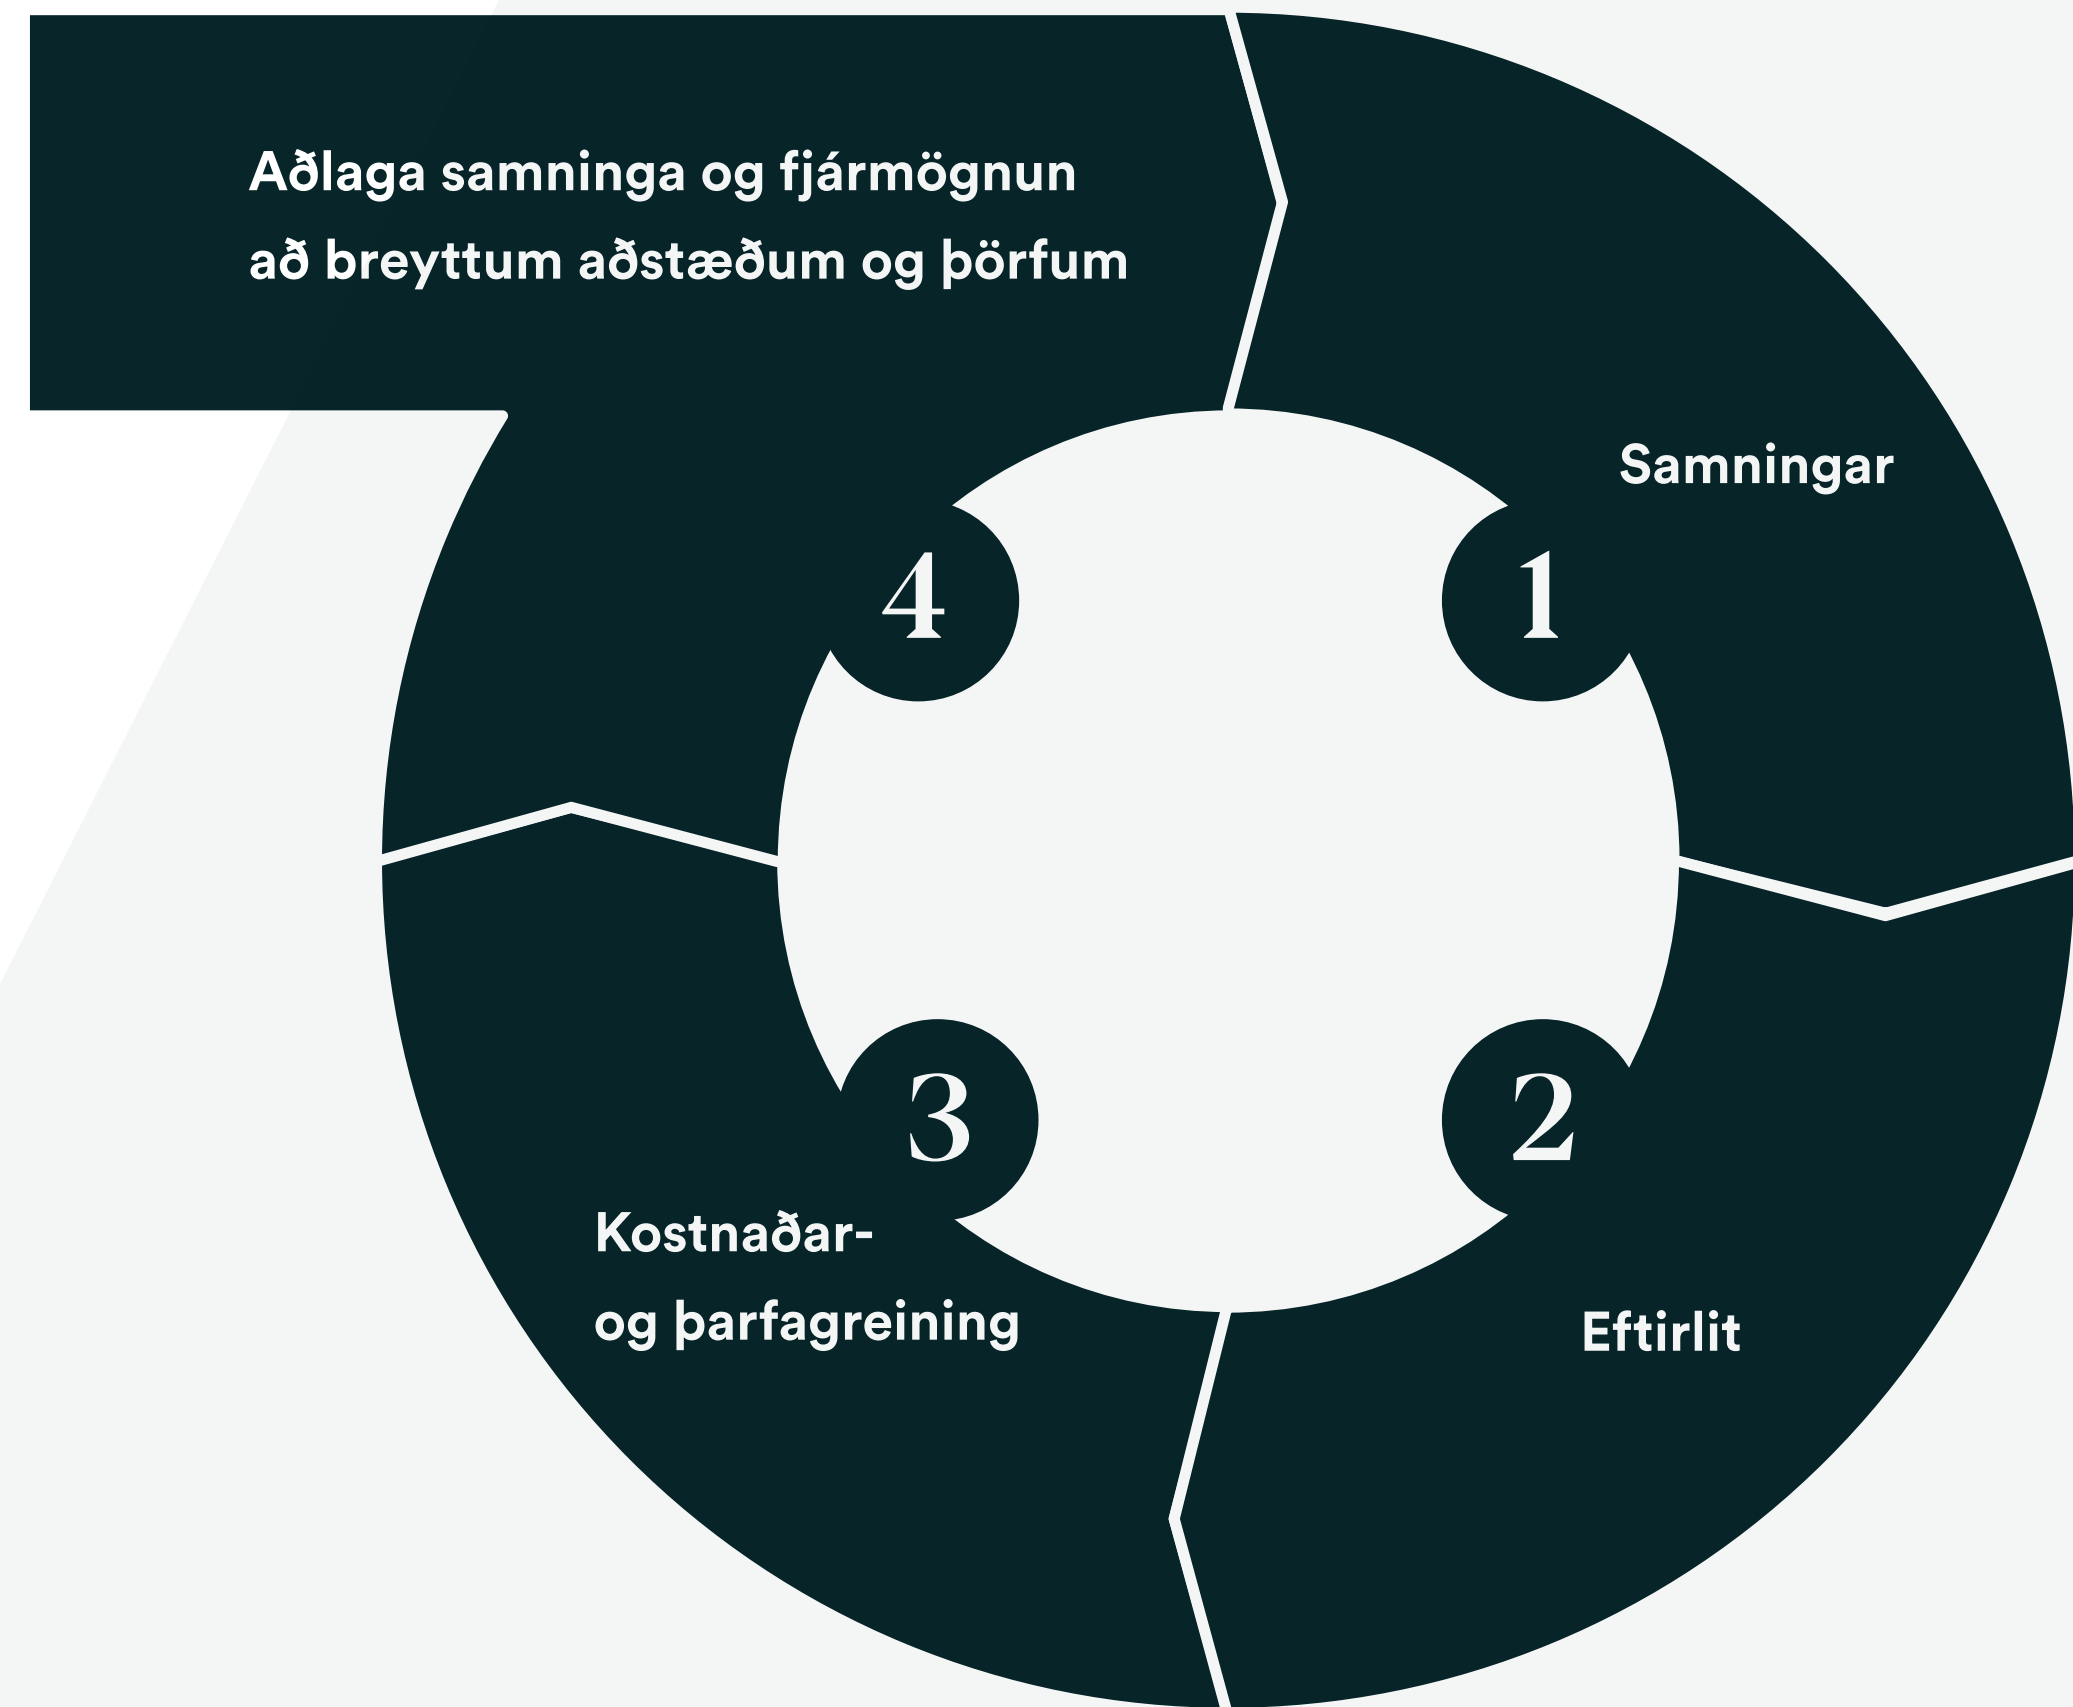 Aðlaga samninga og fjármögnun
að breyttum aðstæðum og þörfum
Samningar
4
1
3
2
Kostnaðar-
og þarfagreining
Eftirlit